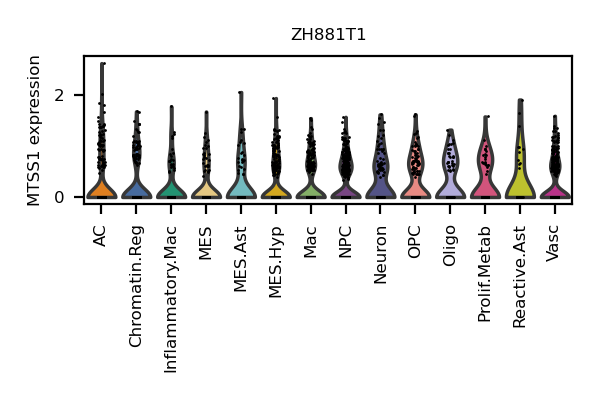 ZH881T1
MTSS1 expression
2
0
AC
Chromatin.Reg
Inflammatory.Mac
MES
MES.Ast
MES.Hyp
Mac
NPC
Neuron
OPC
Oligo
Prolif.Metab
Reactive.Ast
Vasc